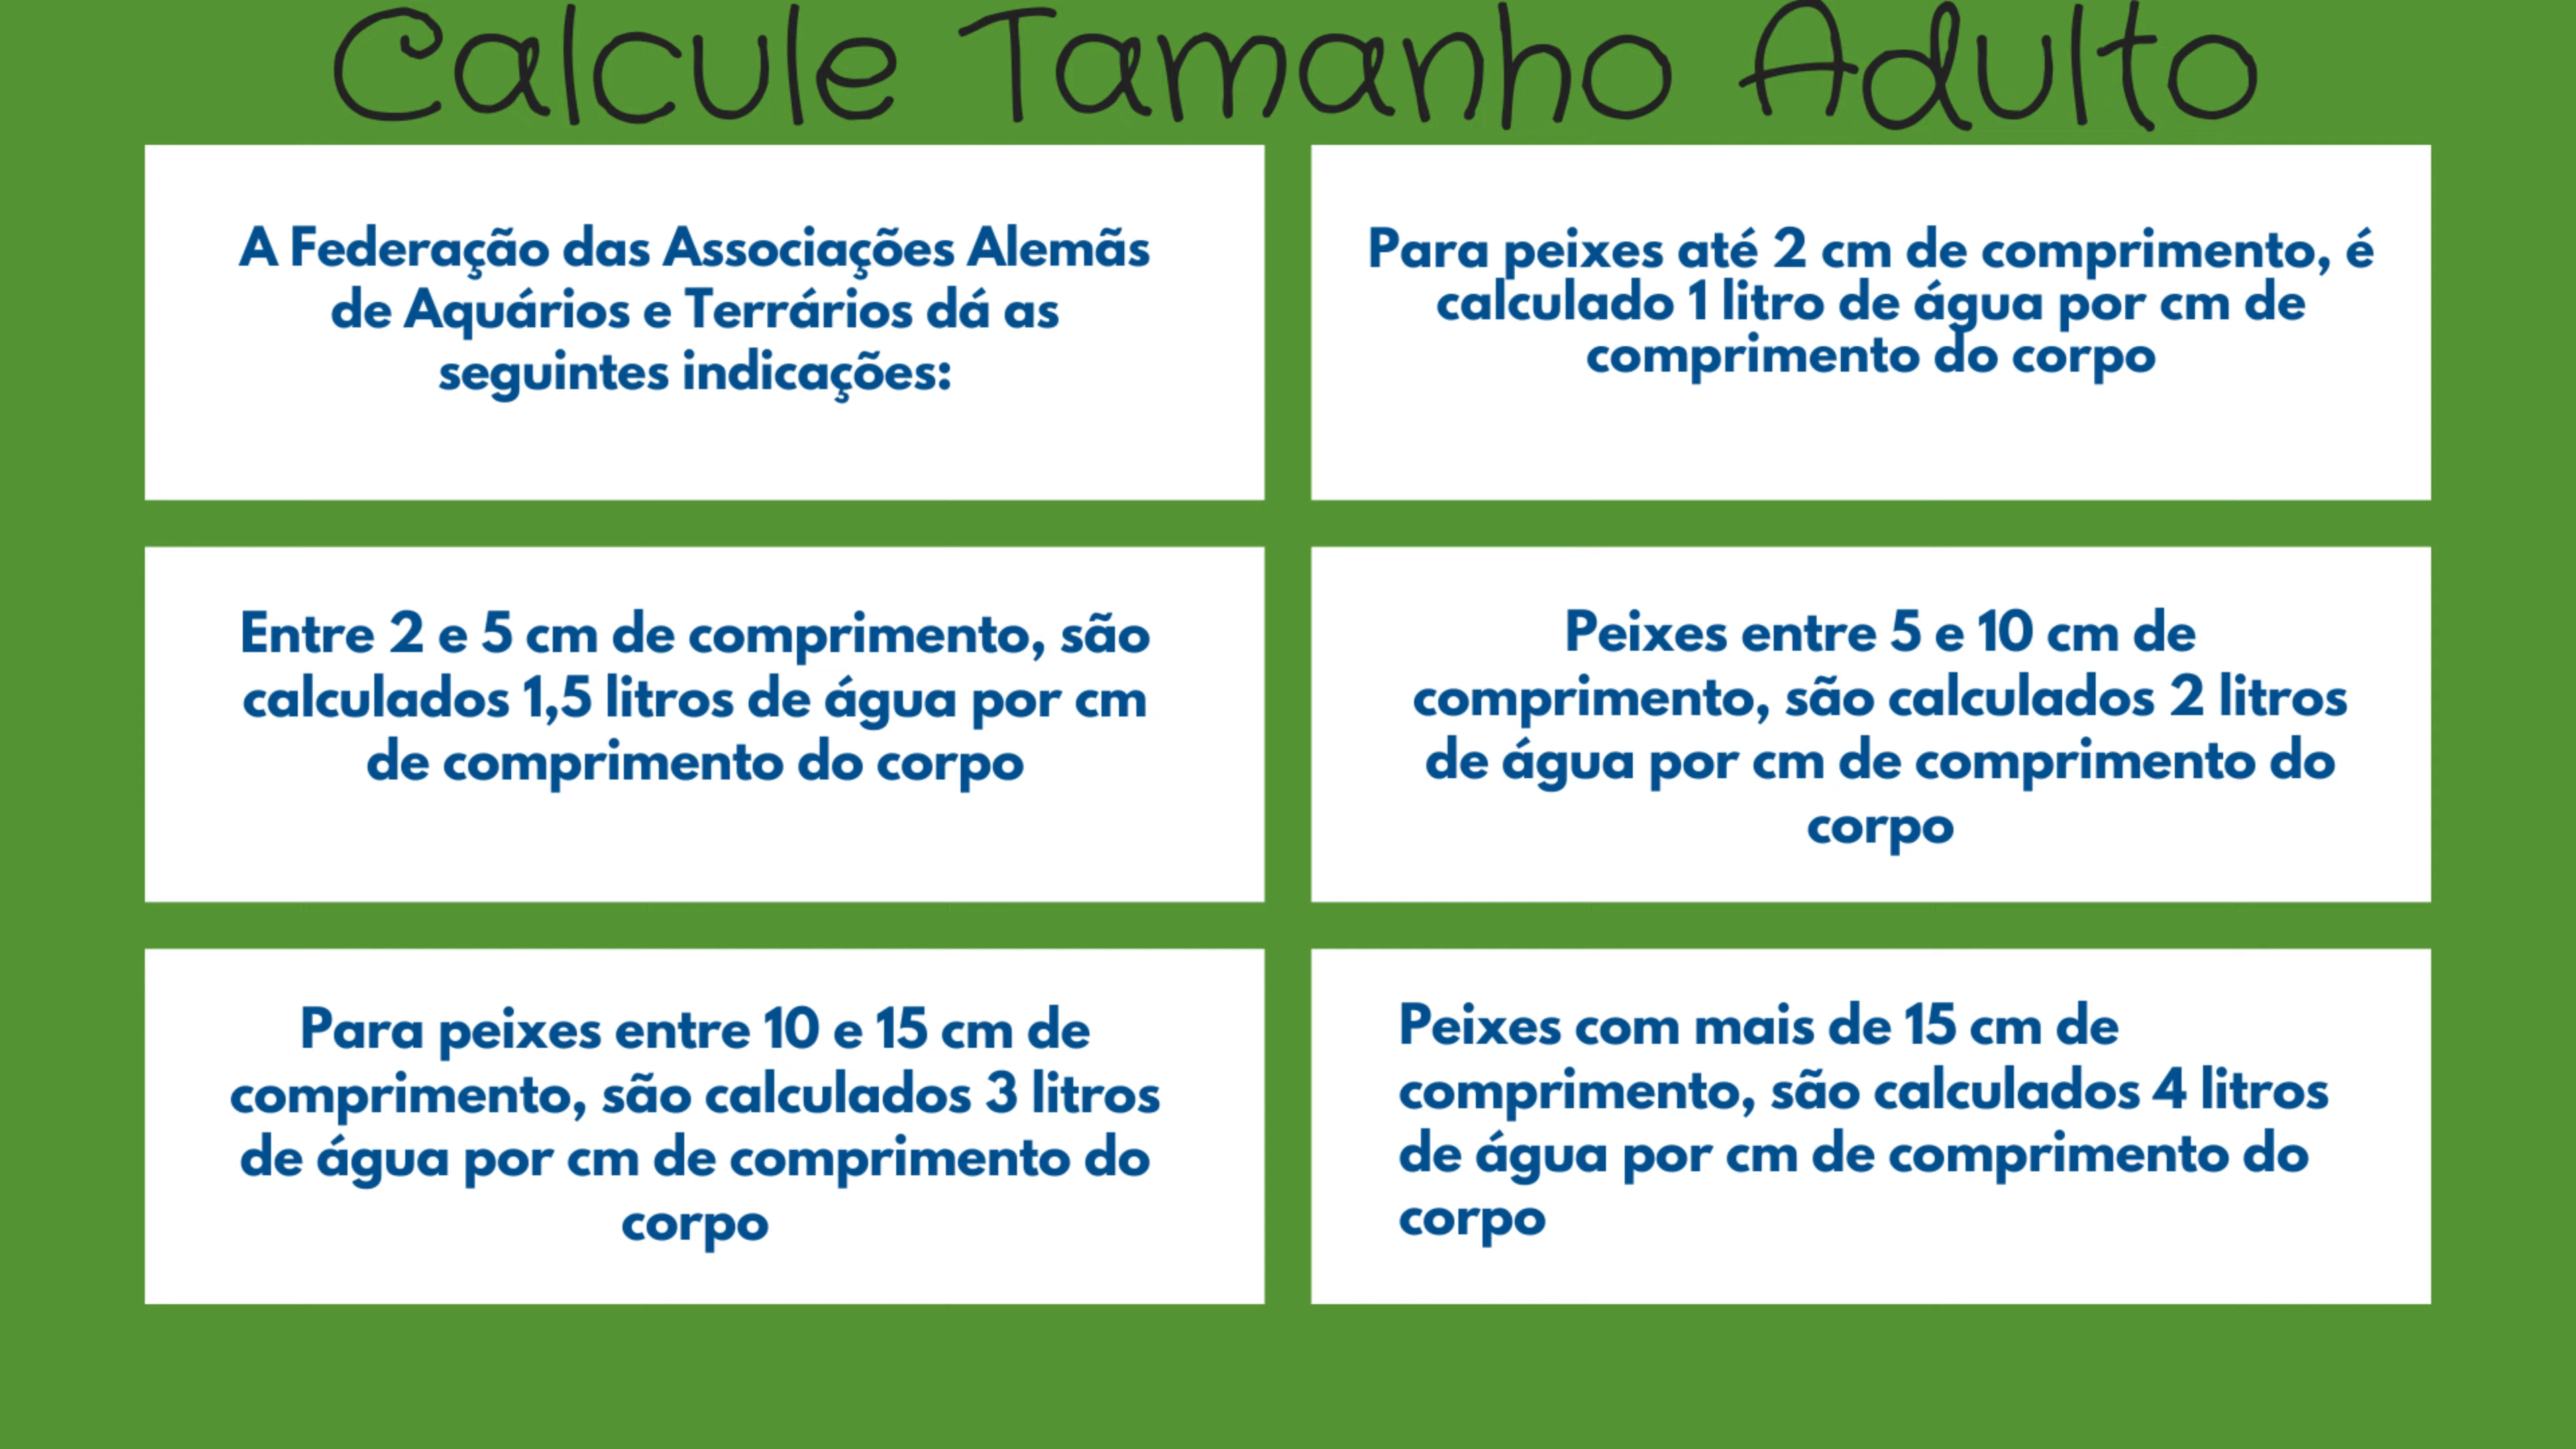 Calcule Tamanho Adulto
A Federação das Associações Alemãs
de Aquários e Terrários dá as
seguintes indicações:
Para peixes até 2 cm de comprimento, é
calculado 1 litro de água por cm de
comprimento do corpo
Entre 2 e 5 cm de comprimento, são
calculados 1,5 litros de água por cm
de comprimento do corpo
Peixes entre 5 e 10 cm de
comprimento, são calculados 2 litros
de água por cm de comprimento do
corpo
Para peixes entre 10 e 15 cm de
comprimento, são calculados 3 litros
de água por cm de comprimento do
corpo
Peixes com mais de 15 cm de
comprimento, são calculados 4 litros
de água por cm de comprimento do
corpo